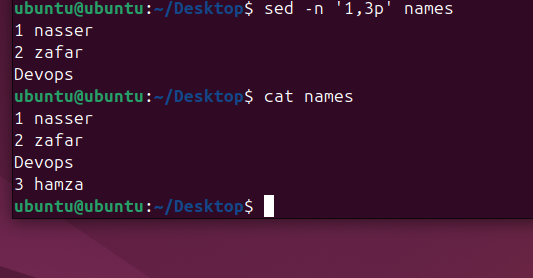 ubuntu@ubuntu:~/Desktop$ sed -n '1,3p' names
1 nasser
2 zafar
Devops
ubuntu@ubuntu:~/Desktop$ cat names
1 nasser
2 zafar
Devops
3 hamza
ubuntu@ubuntu:~/Desktop$